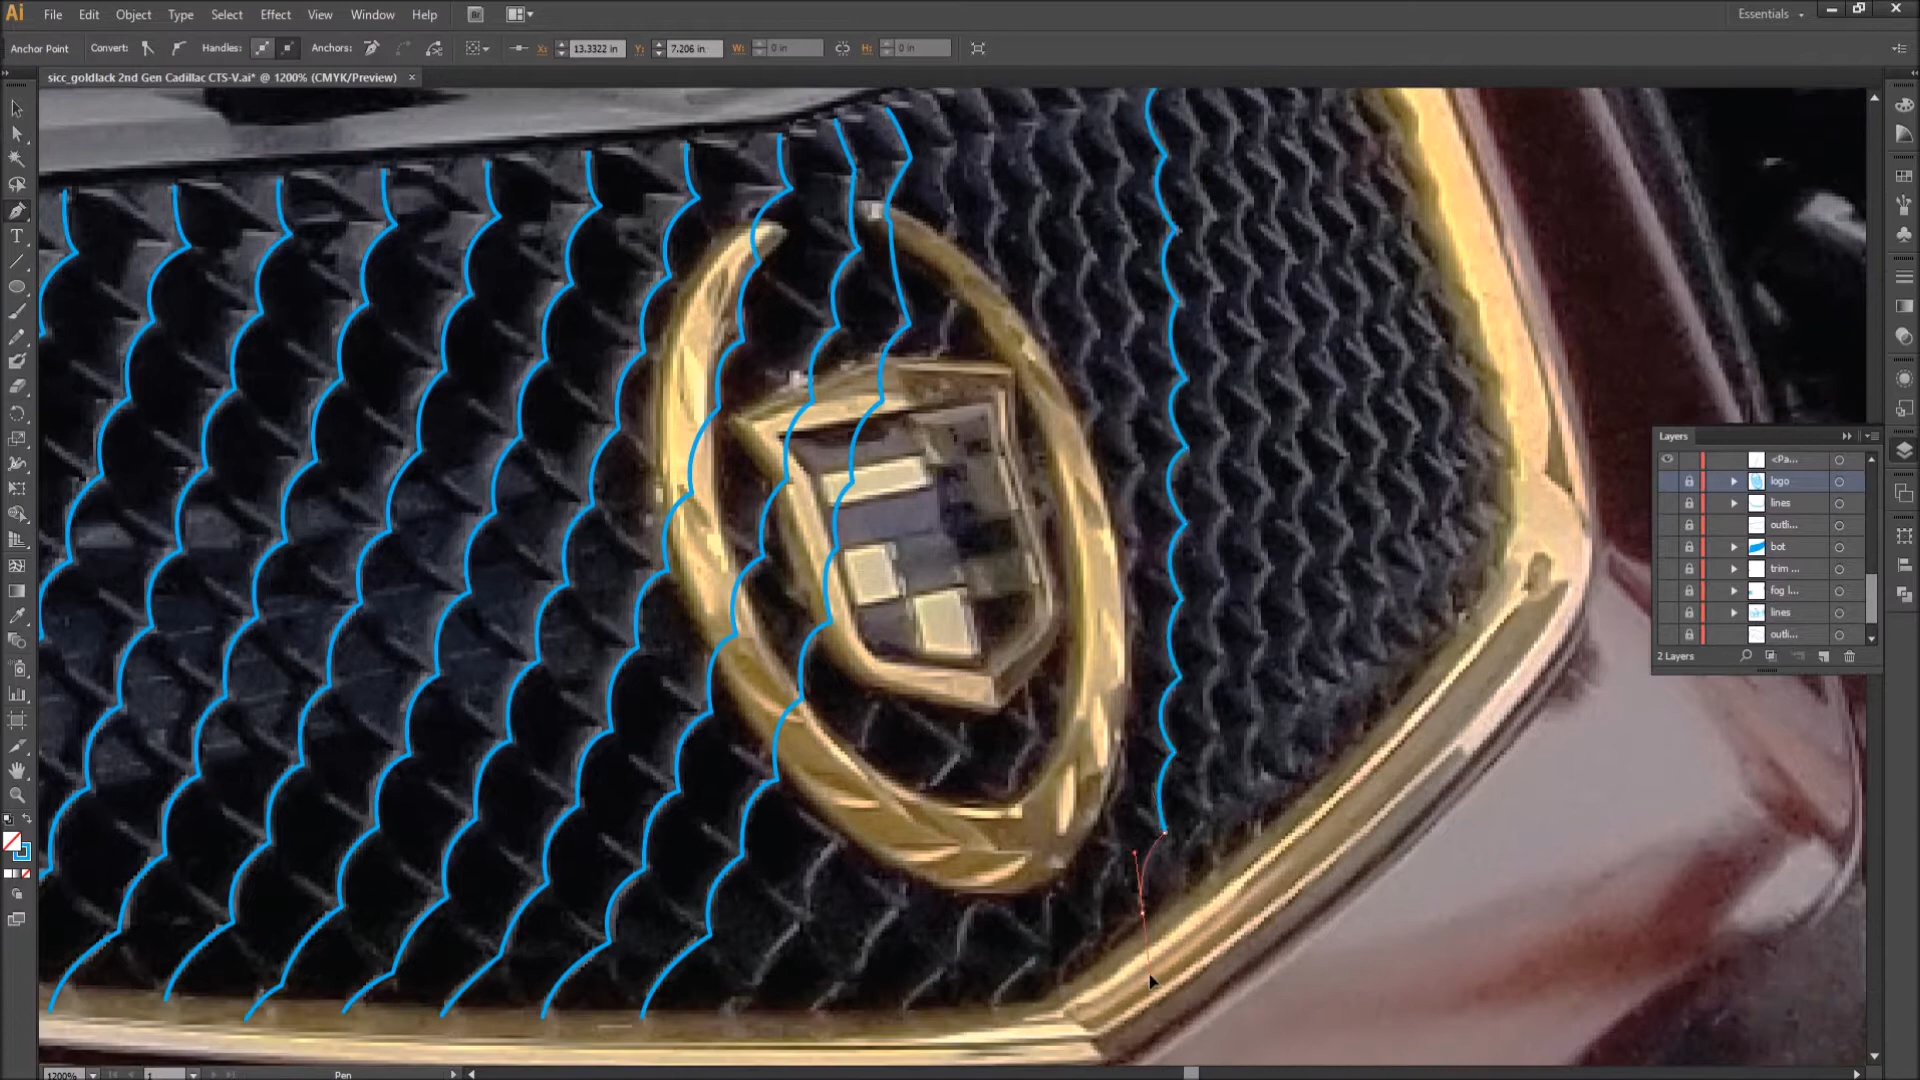 Ai File Edit Object Type Select Effect View Window Help Br Essentials
Anchor Point Convert: Handles: Anchors: X: 13.3322 in Y: 7.206 in W: 0 in H: 0 in
sicc_goldlack 2nd Gen Cadillac CTS-V.ai* @ 1200% (CMYK/Preview) ×
Layers
<Pa...
logo
lines
outli...
bot
trim ...
fog l...
lines
outli...
2 Layers
1200% 1 Pen